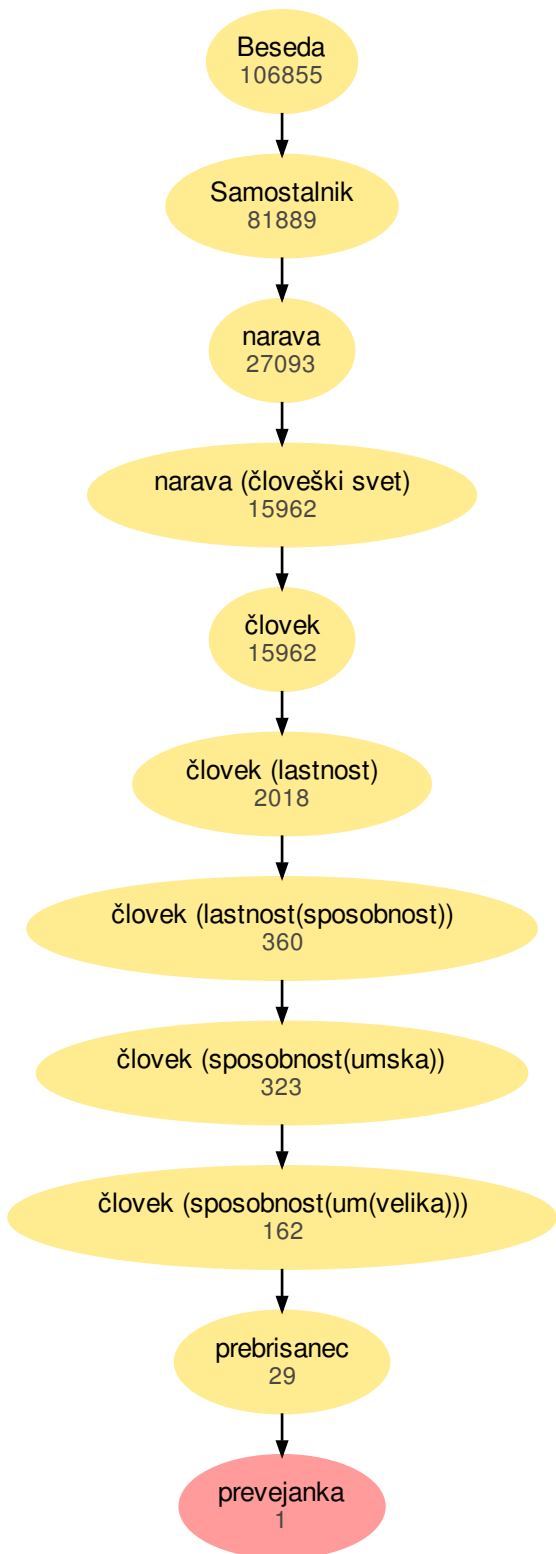 Beseda
106855
Samostalnik
81889
narava
27093
narava (človeški svet)
15962
človek
15962
človek (lastnost)
2018
človek (lastnost(sposobnost))
360
človek (sposobnost(umska))
323
človek (sposobnost(um(velika)))
162
prebrisanec
29
prevejanka
1